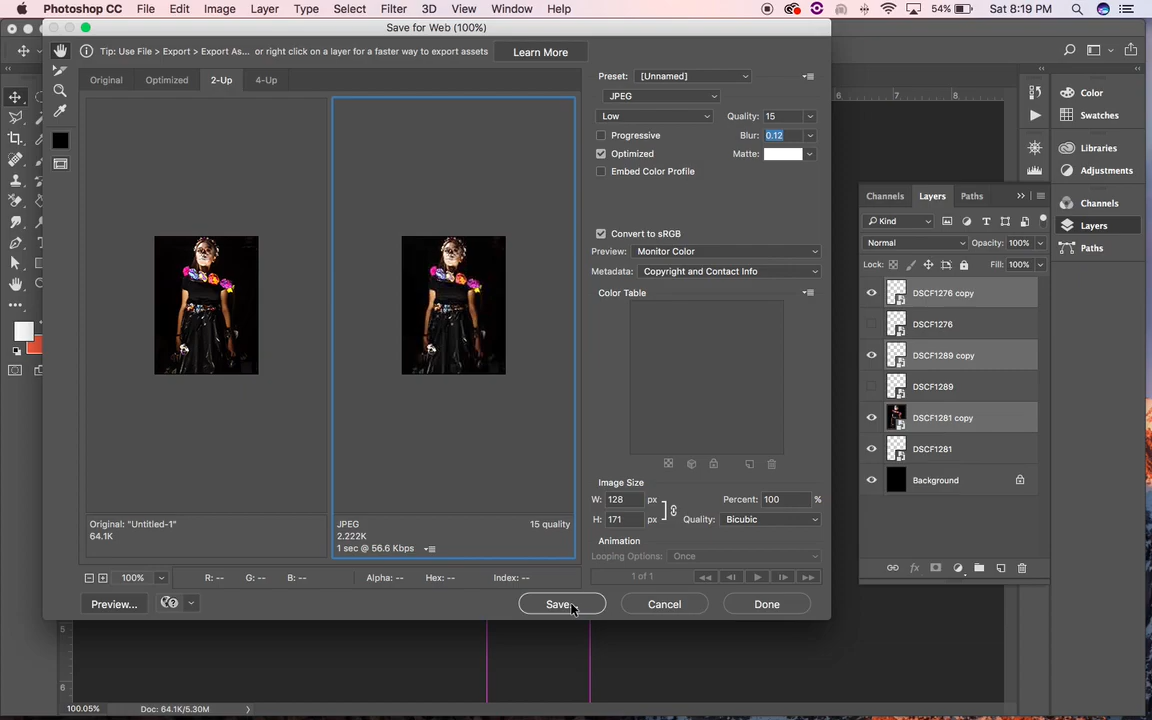 Photoshop CC File Edit Image Layer Type Select Filter 3D View Window Help 54% Sat 8:19 PM
Save for Web (100%)
Tip: Use File > Export > Export As... or right click on a layer for a faster way to export assets Learn More
Original Optimized 2-Up 4-Up
Preset: [Unnamed]
JPEG
Low Quality: 15
Progressive Blur: 0.12
Optimized Matte:
Embed Color Profile
Convert to sRGB
Preview: Monitor Color
Metadata: Copyright and Contact Info
Color Table
Image Size
W: 128 px Percent: 100 %
H: 171 px Quality: Bicubic
Animation
Looping Options: Once
1 of 1
Original: "Untitled-1"
64.1K
JPEG 15 quality
2.222K
1 sec @ 56.6 Kbps
100% R: -- G: -- B: -- Alpha: -- Hex: -- Index: --
Preview... Save... Cancel Done
6 7 8
Color
Swatches
Libraries
Adjustments
Channels
Layers
Paths
Channels Layers Paths
Kind
Normal Opacity: 100%
Lock: Fill: 100%
DSCF1276 copy
DSCF1276
DSCF1289 copy
DSCF1289
DSCF1281 copy
DSCF1281
Background
5
6
100.05% Doc: 64.1K/5.30M